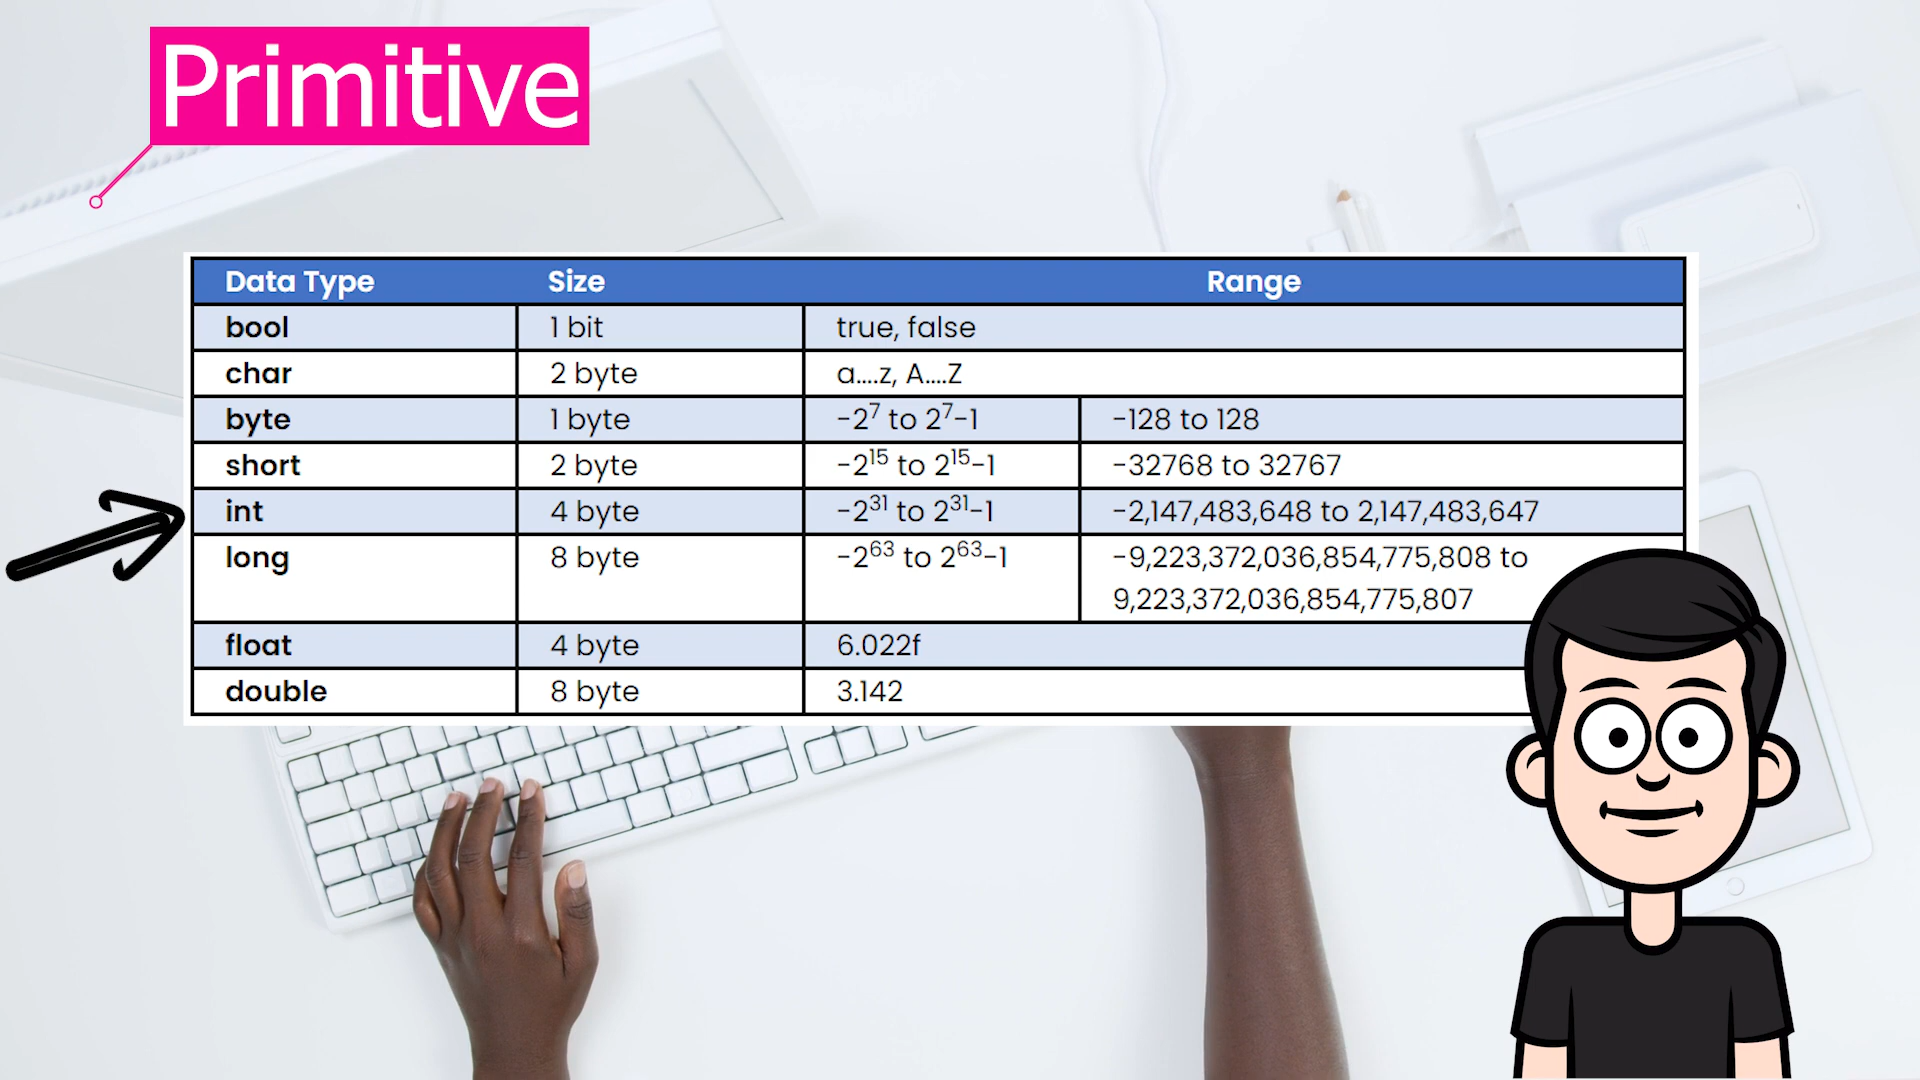 Primitive
Data Type Size Range
bool 1 bit true, false
char 2 byte a....z, A....Z
byte 1 byte -2⁷ to 2⁷-1 -128 to 128
short 2 byte -2¹⁵ to 2¹⁵-1 -32768 to 32767
int 4 byte -2³¹ to 2³¹-1 -2,147,483,648 to 2,147,483,647
long 8 byte -2⁶³ to 2⁶³-1 -9,223,372,036,854,775,808 to
9,223,372,036,854,775,807
float 4 byte 6.022f
double 8 byte 3.142